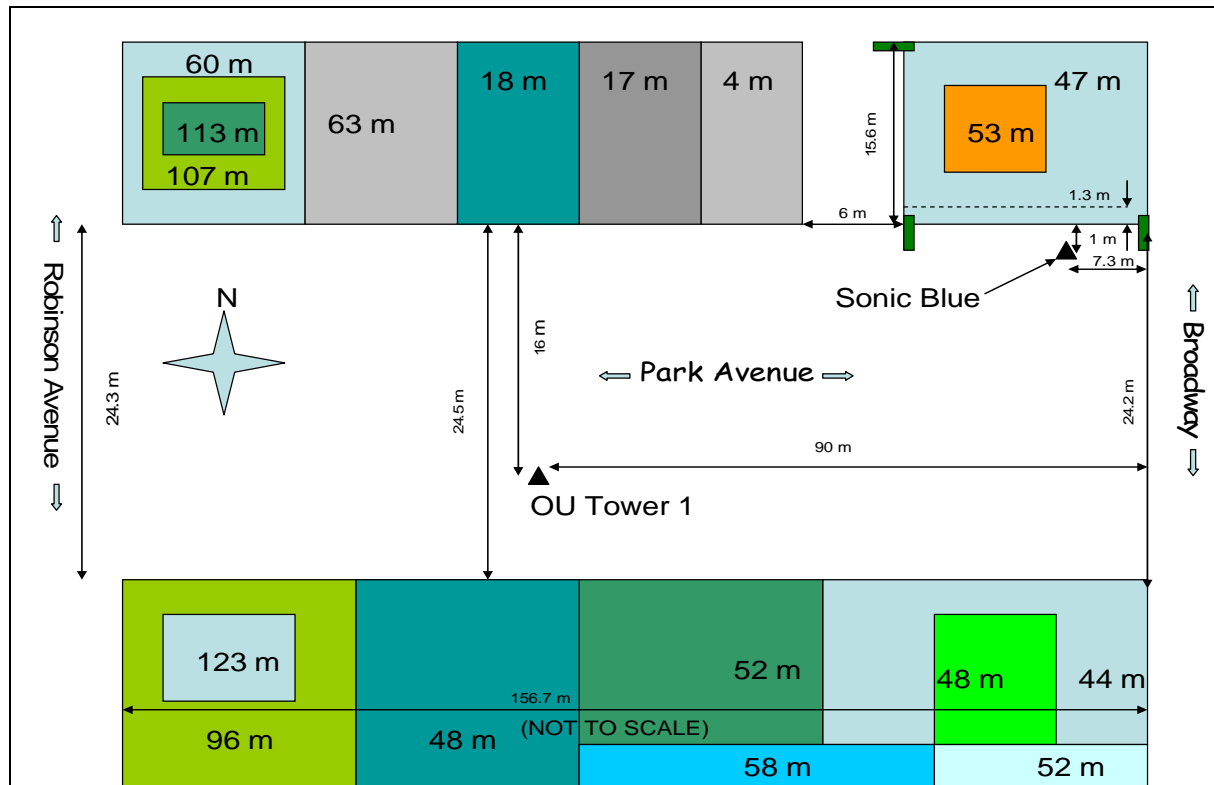 60 m
18 m
17 m
4 m
47 m
113 m
63 m
53 m
107 m
15.6 m
1.3 m
6 m
1 m
7.3 m
Sonic Blue
N
Robinson Avenue
24.3 m
24.5 m
16 m
Park Avenue
24.2 m
Broadway
90 m
OU Tower 1
123 m
52 m
48 m
44 m
156.7 m
(NOT TO SCALE)
96 m
48 m
58 m
52 m